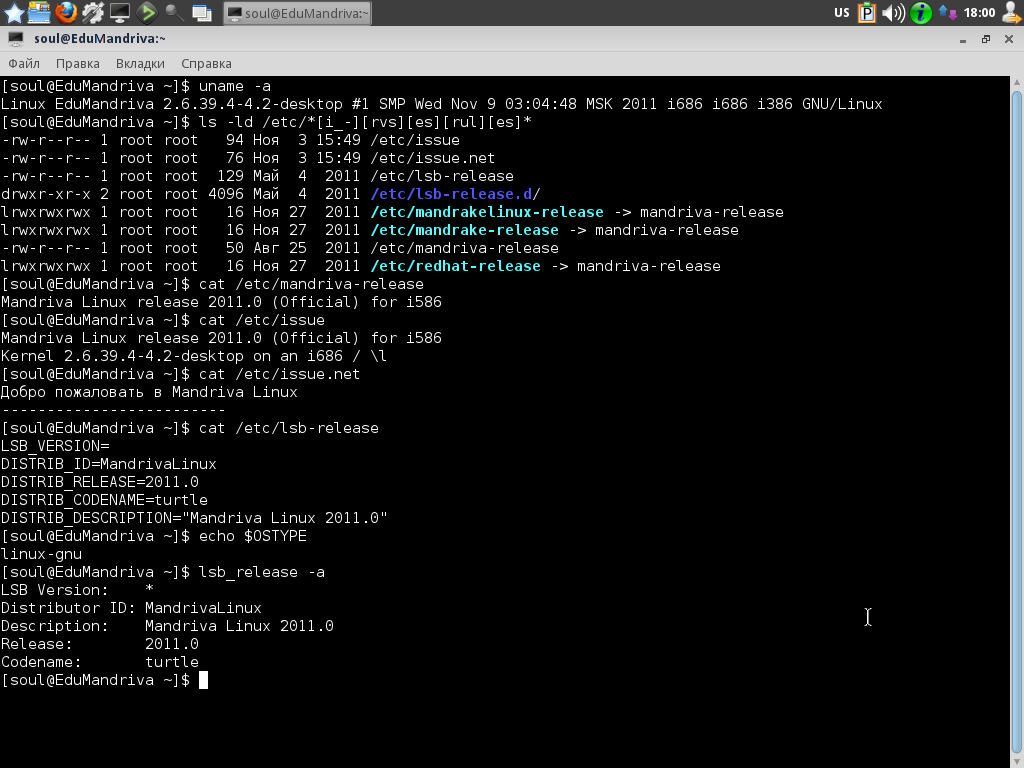 soul@EduMandriva:~
US
P
i
18:00
soul@EduMandriva:~
Файл Правка Вкладки Справка
[soul@EduMandriva ~]$ uname -a
Linux EduMandriva 2.6.39.4-4.2-desktop #1 SMP Wed Nov 9 03:04:48 MSK 2011 i686 i686 i386 GNU/Linux
[soul@EduMandriva ~]$ ls -ld /etc/*[i_-][rvs][es][rul][es]*
-rw-r--r-- 1 root root   94 Ноя  3 15:49 /etc/issue
-rw-r--r-- 1 root root   76 Ноя  3 15:49 /etc/issue.net
-rw-r--r-- 1 root root  129 Май  4  2011 /etc/lsb-release
drwxr-xr-x 2 root root 4096 Май  4  2011 /etc/lsb-release.d/
lrwxrwxrwx 1 root root   16 Ноя 27  2011 /etc/mandrakelinux-release -> mandriva-release
lrwxrwxrwx 1 root root   16 Ноя 27  2011 /etc/mandrake-release -> mandriva-release
-rw-r--r-- 1 root root   50 Авг 25  2011 /etc/mandriva-release
lrwxrwxrwx 1 root root   16 Ноя 27  2011 /etc/redhat-release -> mandriva-release
[soul@EduMandriva ~]$ cat /etc/mandriva-release
Mandriva Linux release 2011.0 (Official) for i586
[soul@EduMandriva ~]$ cat /etc/issue
Mandriva Linux release 2011.0 (Official) for i586
Kernel 2.6.39.4-4.2-desktop on an i686 / \l
[soul@EduMandriva ~]$ cat /etc/issue.net
Добро пожаловать в Mandriva Linux
-------------------------
[soul@EduMandriva ~]$ cat /etc/lsb-release
LSB_VERSION=
DISTRIB_ID=MandrivaLinux
DISTRIB_RELEASE=2011.0
DISTRIB_CODENAME=turtle
DISTRIB_DESCRIPTION="Mandriva Linux 2011.0"
[soul@EduMandriva ~]$ echo $OSTYPE
linux-gnu
[soul@EduMandriva ~]$ lsb_release -a
LSB Version:    *
Distributor ID: MandrivaLinux
Description:    Mandriva Linux 2011.0
Release:        2011.0
Codename:       turtle
[soul@EduMandriva ~]$